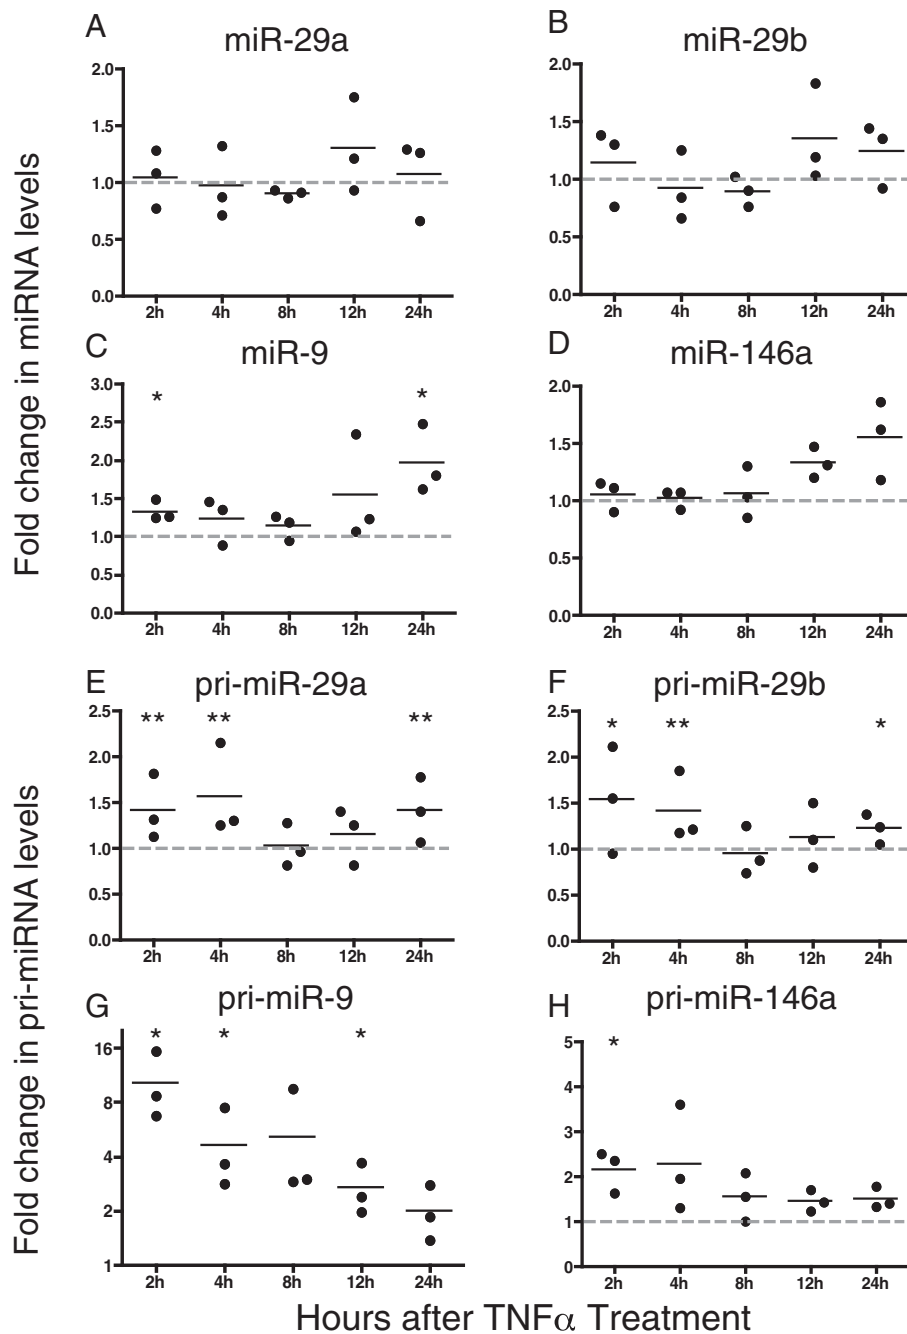 Fold change in miRNA levels
A
miR-29a
2.0
1.5
1.0
0.5
0.0
2h 4h 8h 12h 24h
B
miR-29b
2.0
1.5
1.0
0.5
0.0
2h 4h 8h 12h 24h
C
miR-9
* *
3.0
2.5
2.0
1.5
1.0
0.5
0.0
2h 4h 8h 12h 24h
D
miR-146a
2.0
1.5
1.0
0.5
0.0
2h 4h 8h 12h 24h
Fold change in pri-miRNA levels
E
pri-miR-29a
** ** **
2.5
2.0
1.5
1.0
0.5
0.0
2h 4h 8h 12h 24h
F
pri-miR-29b
* ** *
2.5
2.0
1.5
1.0
0.5
0.0
2h 4h 8h 12h 24h
G
pri-miR-9
* * *
16
8
4
2
1
2h 4h 8h 12h 24h
H
pri-miR-146a
*
5
4
3
2
1
0
2h 4h 8h 12h 24h
Hours after TNFα Treatment